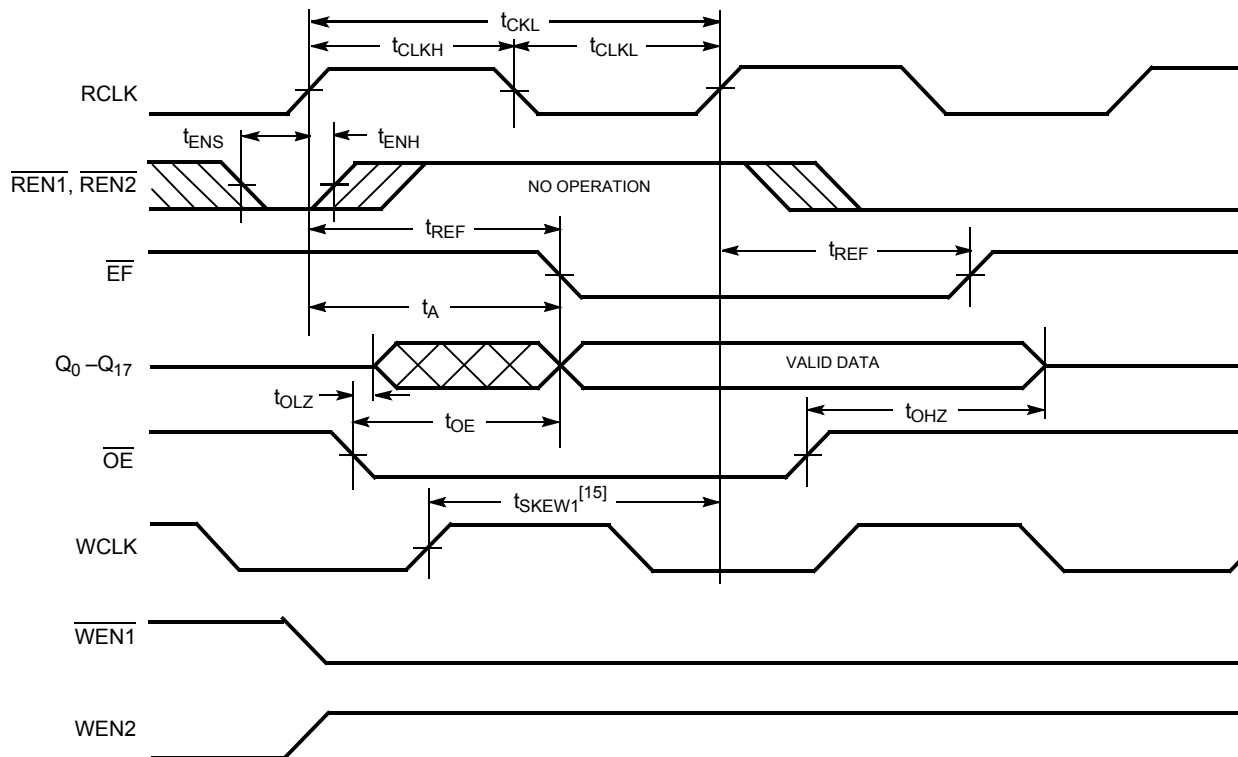 tCKL
tCLKH
tCLKL
RCLK
tENS
tENH
REN1, REN2
NO OPERATION
tREF
tREF
EF
tA
Q0 –Q17
VALID DATA
tOLZ
tOE
tOHZ
OE
tSKEW1[15]
WCLK
WEN1
WEN2